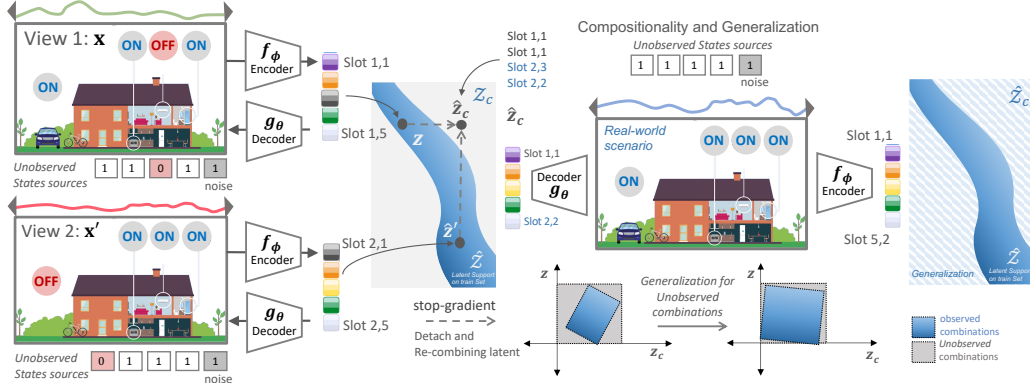 View 1: x
ON
OFF
ON
ON
Unobserved
States sources
1
1
0
1
1
noise
fϕ
Encoder
gθ
Decoder
Slot 1,1
Slot 1,5
View 2: x'
ON
ON
ON
OFF
Unobserved
States sources
0
1
1
1
1
noise
fϕ
Encoder
gθ
Decoder
Slot 2,1
Slot 2,5
Slot 1,1
Slot 1,1
Slot 2,3
Slot 2,2
Z_c
ẑ_c
z
ẑ'
Ẑ
Latent Support
on train Set
stop-gradient
Detach and
Re-combining latent
Compositionality and Generalization
Unobserved States sources
1
1
1
1
1
noise
ẑ_c
Slot 1,1
Slot 2,2
Decoder
gθ
Real-world
scenario
ON
ON
ON
ON
fϕ
Encoder
Slot 1,1
Slot 5,2
Ẑ_c
Ẑ
Generalization
Latent Support
on train Set
z
z_c
Generalization for
Unobserved
combinations
z
z_c
observed
combinations
Unobserved
combinations